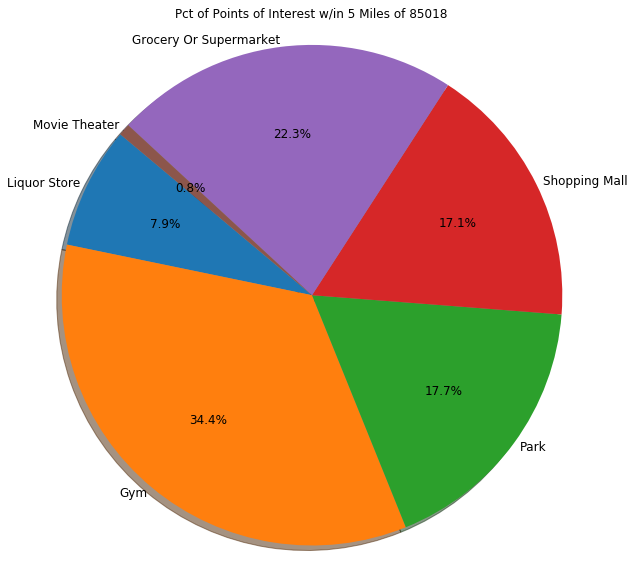 Pct of Points of Interest w/in 5 Miles of 85018
Grocery Or Supermarket
22.3%
Movie Theater
0.8%
Liquor Store
7.9%
Shopping Mall
17.1%
34.4%
Gym
17.7%
Park